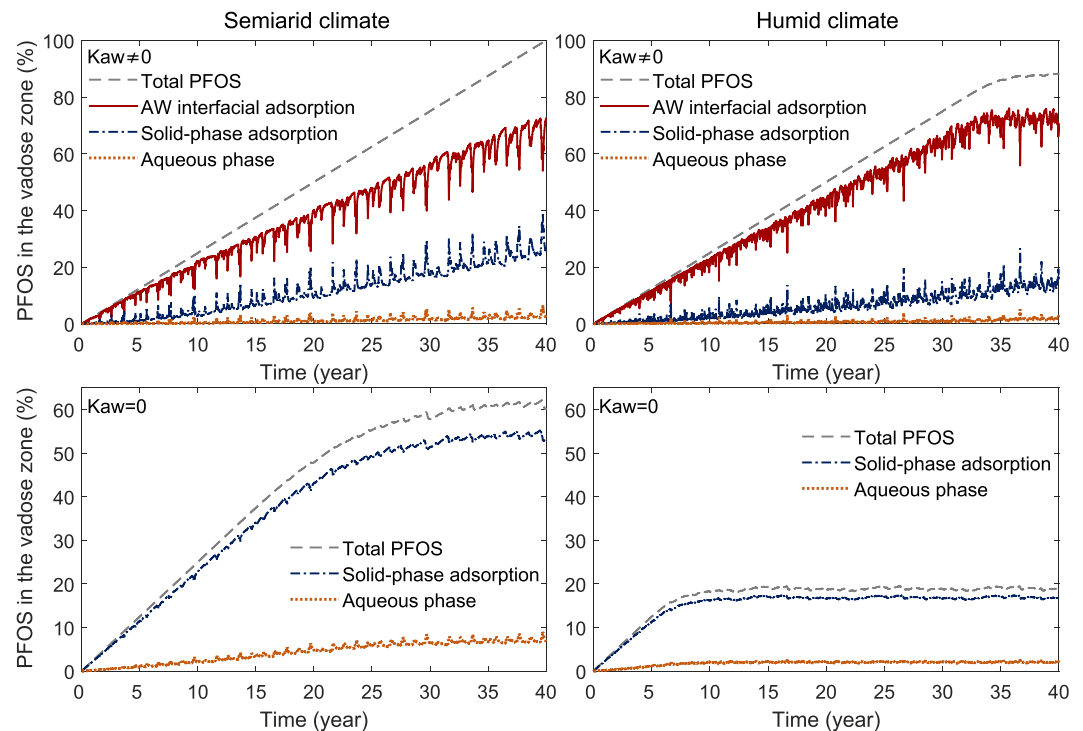 Semiarid climate
Humid climate
PFOS in the vadose zone (%)
100
80
60
40
20
0
Kaw≠0
Total PFOS
AW interfacial adsorption
Solid-phase adsorption
Aqueous phase
0 5 10 15 20 25 30 35 40
Time (year)
100
80
60
40
20
0
Kaw≠0
Total PFOS
AW interfacial adsorption
Solid-phase adsorption
Aqueous phase
0 5 10 15 20 25 30 35 40
Time (year)
PFOS in the vadose zone (%)
60
50
40
30
20
10
0
Kaw=0
Total PFOS
Solid-phase adsorption
Aqueous phase
0 5 10 15 20 25 30 35 40
Time (year)
60
50
40
30
20
10
0
Kaw=0
Total PFOS
Solid-phase adsorption
Aqueous phase
0 5 10 15 20 25 30 35 40
Time (year)